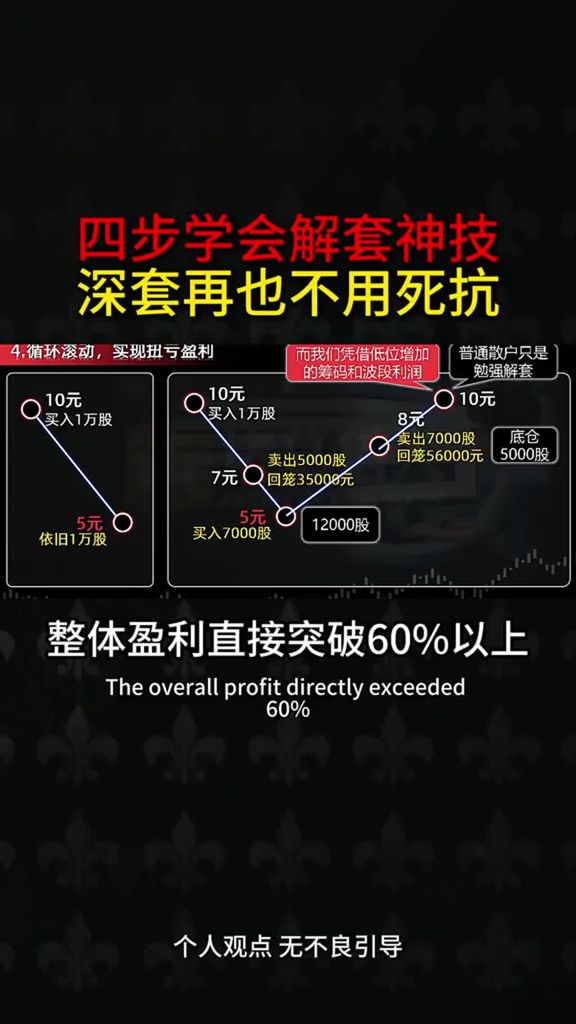 四步学会解套神技
深套再也不用死抗
4.循环滚动，实现扭亏盈利
而我们凭借低位增加
的筹码和波段利润
普通散户只是
勉强解套
10元
买入1万股
5元
依旧1万股
10元
买入1万股
7元
卖出5000股
回笼35000元
5元
买入7000股
12000股
8元
卖出7000股
回笼56000元
10元
底仓
5000股
整体盈利直接突破60%以上
The overall profit directly exceeded
60%
个人观点 无不良引导